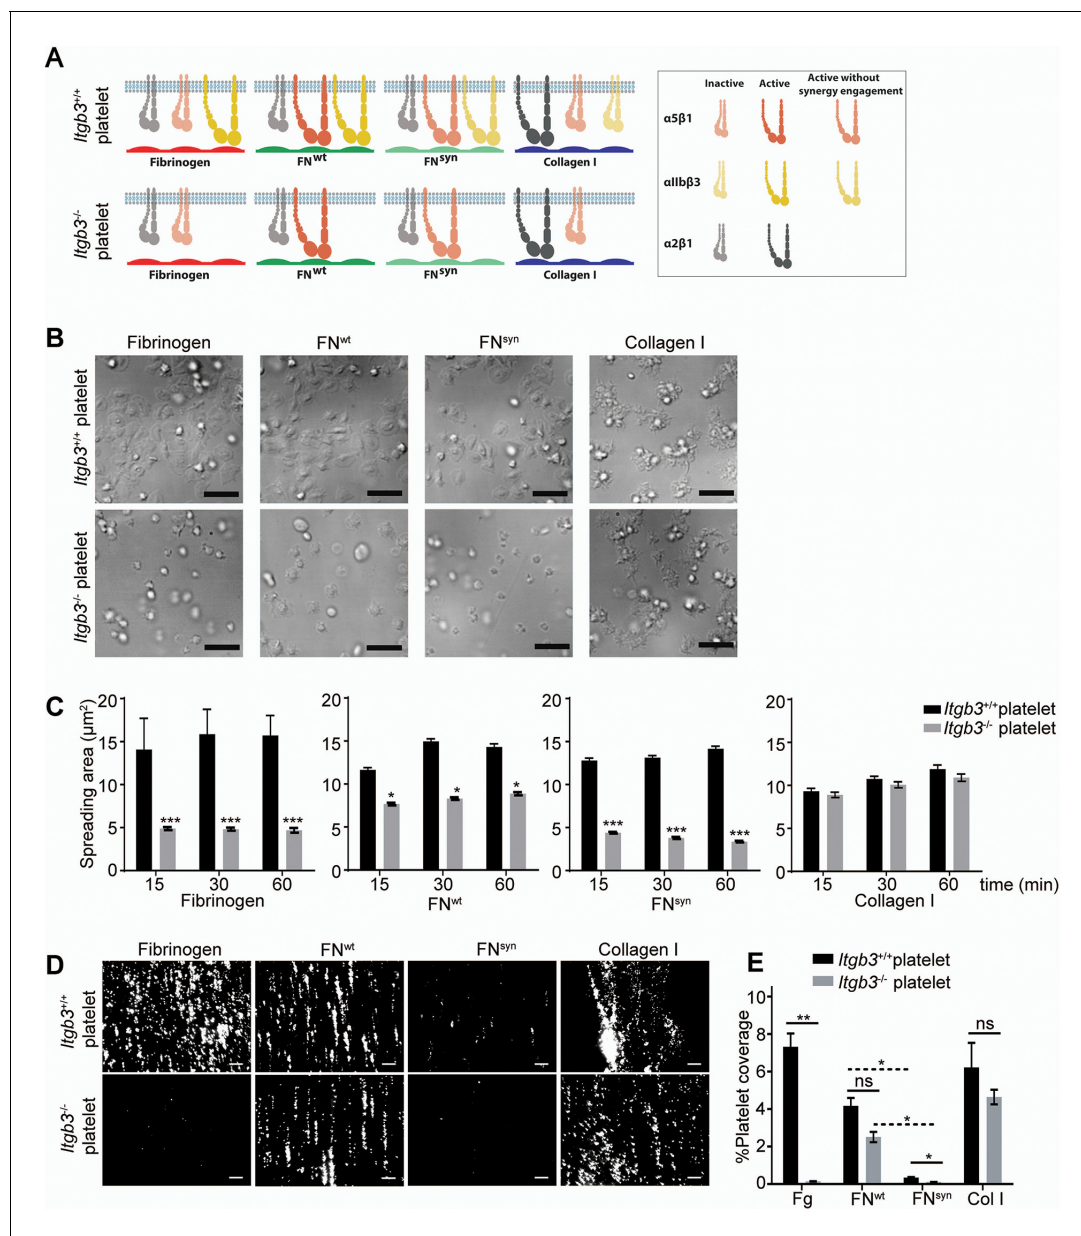 A
Itgb3+/+ platelet
Fibrinogen
FNwt
FNsyn
Collagen I
Itgb3-/- platelet
Fibrinogen
FNwt
FNsyn
Collagen I
Inactive
Active
Active without
synergy engagement
α5β1
αIIbβ3
α2β1
B
Fibrinogen
FNwt
FNsyn
Collagen I
Itgb3+/+ platelet
Itgb3-/- platelet
C
Spreading area (μm2)
20
15
10
5
0
***
***
***
15
30
60
Fibrinogen
20
15
10
5
0
*
*
*
15
30
60
FNwt
20
15
10
5
0
***
***
***
15
30
60
FNsyn
20
15
10
5
0
Itgb3+/+platelet
Itgb3-/- platelet
15
30
60
time (min)
Collagen I
D
Fibrinogen
FNwt
FNsyn
Collagen I
Itgb3+/+
platelet
Itgb3-/-
platelet
E
Itgb3+/+platelet
Itgb3-/- platelet
%Platelet coverage
10
8
6
4
2
0
**
*
ns
*
*
ns
Fg
FNwt
FNsyn
Col I